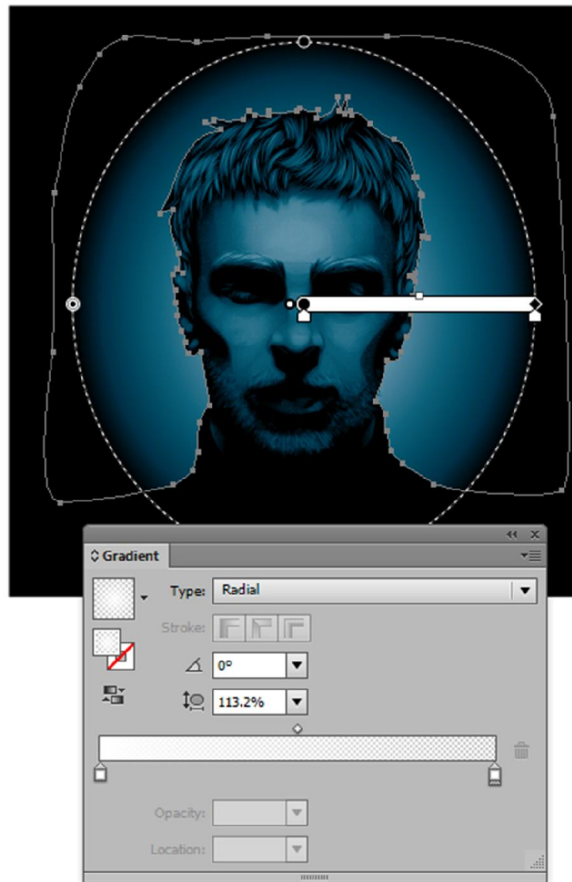 Gradient
Type: Radial
Stroke:
0°
113.2%
Opacity:
Location: